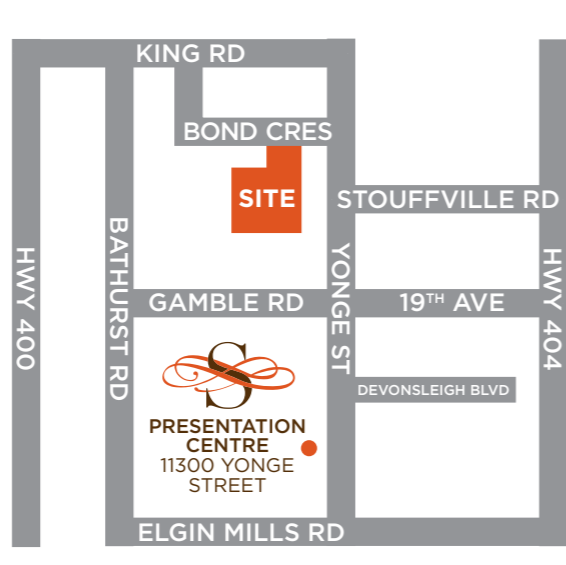 KING RD
BOND CRES
SITE
STOUFFVILLE RD
BATHURST RD
YONGE ST
HWY 400
HWY 404
GAMBLE RD
19TH AVE
S
DEVONSLEIGH BLVD
PRESENTATION
CENTRE
11300 YONGE
STREET
ELGIN MILLS RD